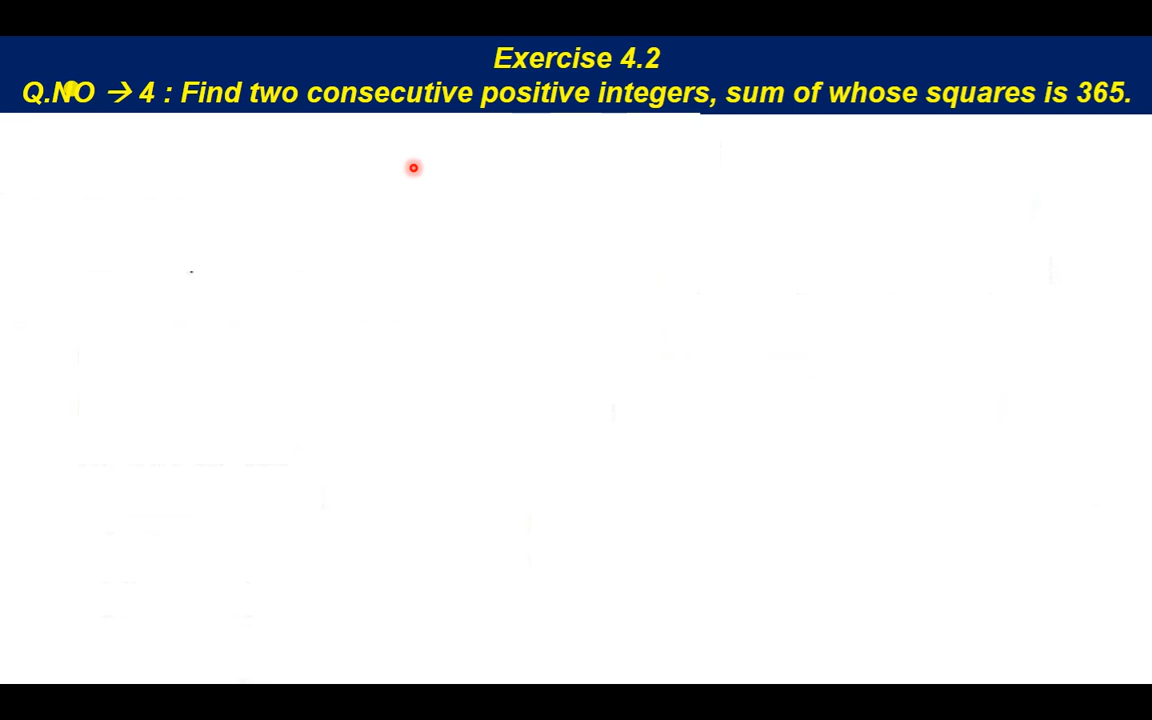 Exercise 4.2
Q.NO → 4 : Find two consecutive positive integers, sum of whose squares is 365.